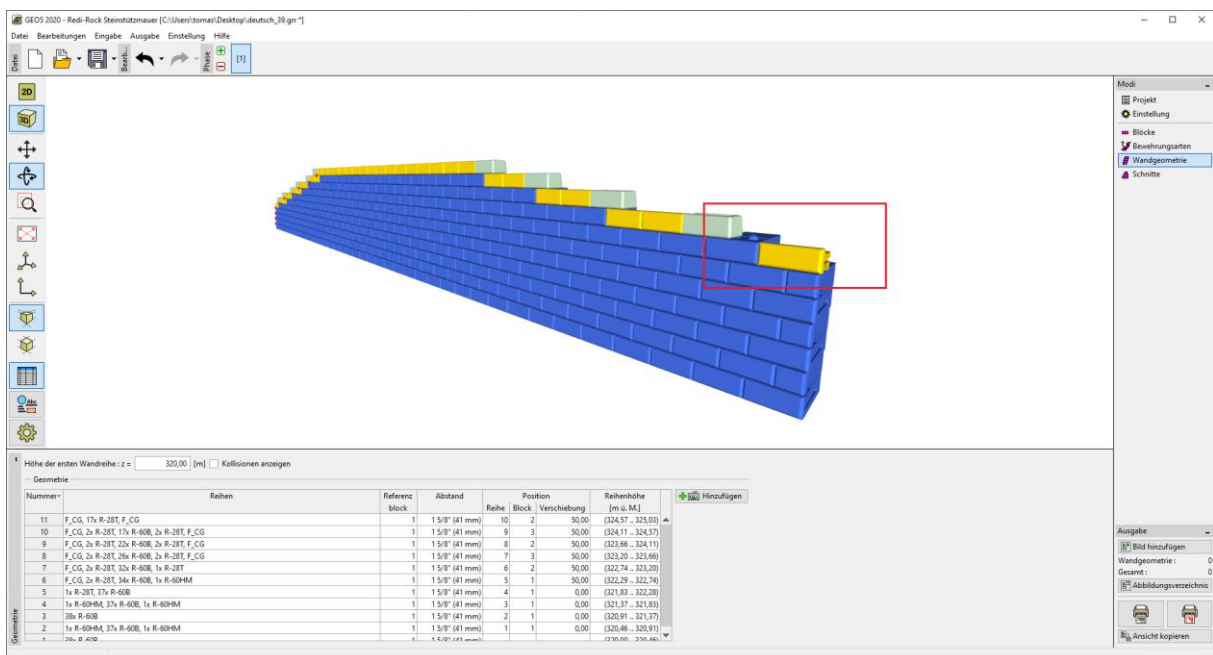 GEO5 2020 - Redi-Rock Steinstützmauer [C:\Users\tomas\Desktop\deutsch_39.grr *]
Datei Bearbeitungen Eingabe Ausgabe Einstellung Hilfe
Datei Bearb... Phase [1]
2D
3D
Abc
Modi
Projekt
Einstellung
Blöcke
Bewehrungsarten
Wandgeometrie
Schnitte
Höhe der ersten Wandreihe : z = 320,00 [m] Kollisionen anzeigen
Geometrie
Nummer Reihen Referenz block Abstand Position Reihe Block Verschiebung Reihenhöhe [m ü. M.]
Hinzufügen
11 F_CG, 17x R-28T, F_CG 1 1 5/8" (41 mm) 10 2 50,00 (324,57 .. 325,03)
10 F_CG, 2x R-28T, 17x R-60B, 2x R-28T, F_CG 1 1 5/8" (41 mm) 9 3 50,00 (324,11 .. 324,57)
9 F_CG, 2x R-28T, 22x R-60B, 2x R-28T, F_CG 1 1 5/8" (41 mm) 8 2 50,00 (323,66 .. 324,11)
8 F_CG, 2x R-28T, 26x R-60B, 2x R-28T, F_CG 1 1 5/8" (41 mm) 7 3 50,00 (323,20 .. 323,66)
7 F_CG, 2x R-28T, 32x R-60B, 1x R-28T 1 1 5/8" (41 mm) 6 2 50,00 (322,74 .. 323,20)
6 F_CG, 2x R-28T, 34x R-60B, 1x R-60HM 1 1 5/8" (41 mm) 5 1 50,00 (322,29 .. 322,74)
5 1x R-28T, 37x R-60B 1 1 5/8" (41 mm) 4 1 0,00 (321,83 .. 322,28)
4 1x R-60HM, 37x R-60B, 1x R-60HM 1 1 5/8" (41 mm) 3 1 0,00 (321,37 .. 321,83)
3 38x R-60B 1 1 5/8" (41 mm) 2 1 0,00 (320,91 .. 321,37)
2 1x R-60HM, 37x R-60B, 1x R-60HM 1 1 5/8" (41 mm) 1 1 0,00 (320,46 .. 320,91)
Geometrie
Ausgabe
Bild hinzufügen
Wandgeometrie : 0
Gesamt : 0
Abbildungsverzeichnis
Ansicht kopieren